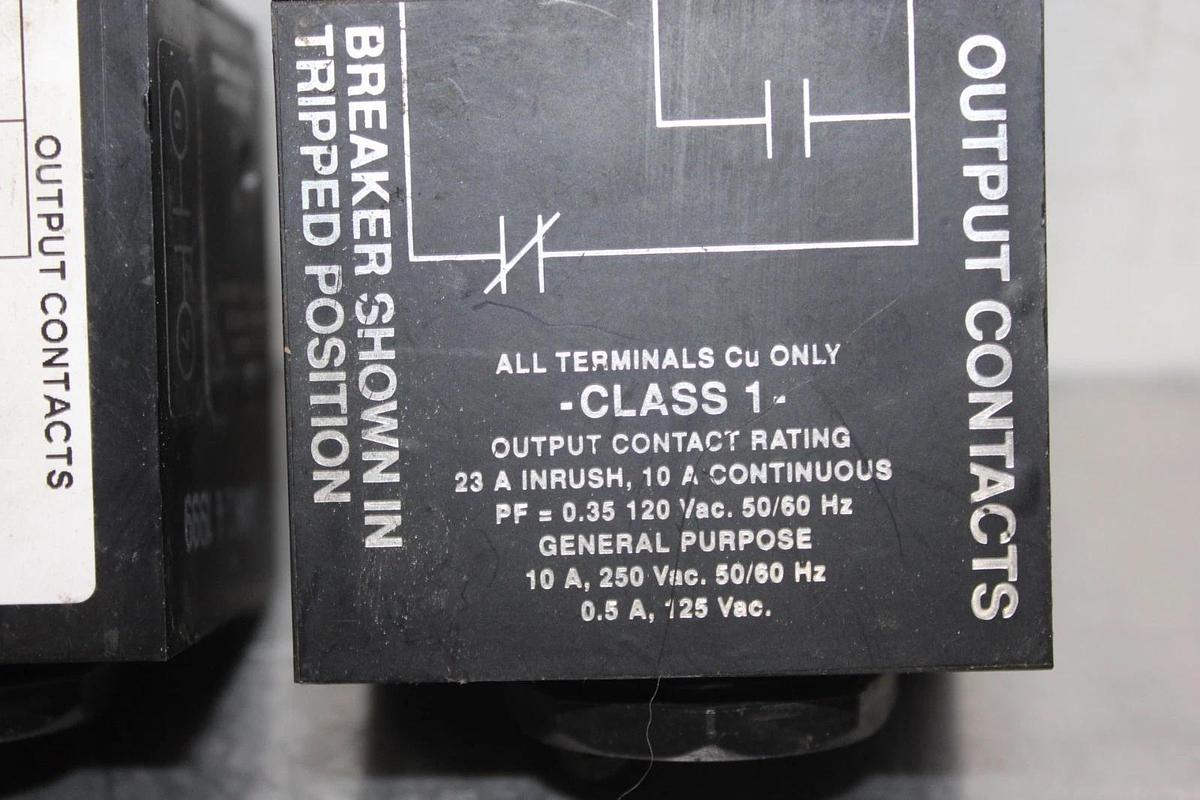 OUTPUT CONTACTS
BREAKER SHOWN IN
TRIPPED POSITION
OUTPUT CONTACTS
ALL TERMINALS Cu ONLY
-CLASS 1-
OUTPUT CONTACT RATING
23 A INRUSH, 10 A CONTINUOUS
PF = 0.35 120 Vac. 50/60 Hz
GENERAL PURPOSE
10 A, 250 Vac. 50/60 Hz
0.5 A, 125 Vac.